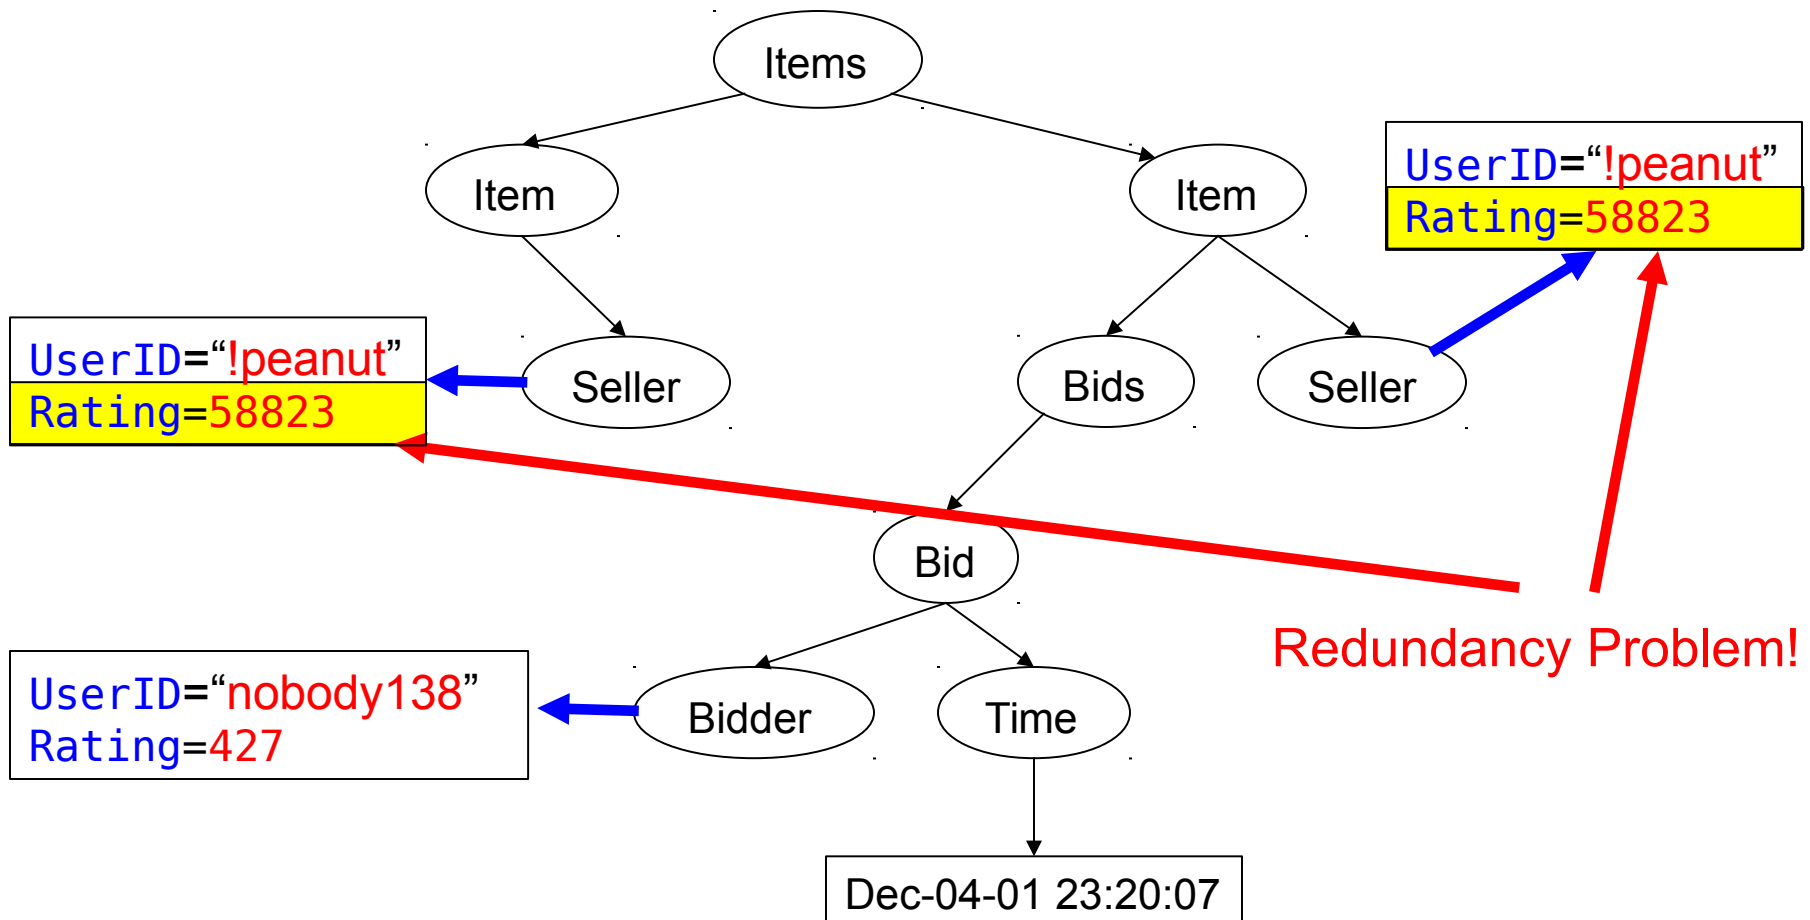 Items
Item
Item
UserID=“!peanut”
Rating=58823
UserID=“!peanut”
Rating=58823
Seller
Bids
Seller
Bid
Redundancy Problem!
UserID=“nobody138”
Rating=427
Bidder
Time
Dec-04-01 23:20:07